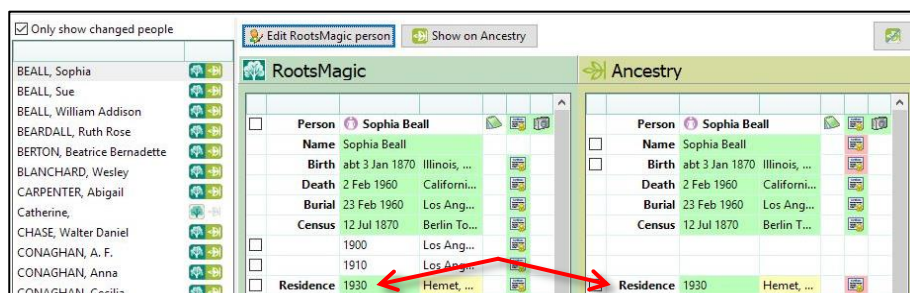 Only show changed people
Edit RootsMagic person
Show on Ancestry
BEALL, Sophia
BEALL, Sue
BEALL, William Addison
BEARDALL, Ruth Rose
BERTON, Beatrice Bernadette
BLANCHARD, Wesley
CARPENTER, Abigail
Catherine,
CHASE, Walter Daniel
CONAGHAN, A. F.
CONAGHAN, Anna
CONAGHAN, Cecilia
RootsMagic
Person Sophia Beall
Name Sophia Beall
Birth abt 3 Jan 1870 Illinois, ...
Death 2 Feb 1960 Californi...
Burial 23 Feb 1960 Los Ang...
Census 12 Jul 1870 Berlin To...
1900 Los Ang...
1910 Los Ang...
Residence 1930 Hemet, ...
Ancestry
Person Sophia Beall
Name Sophia Beall
Birth abt 3 Jan 1870 Illinois, ...
Death 2 Feb 1960 Californi...
Burial 23 Feb 1960 Los Ang...
Census 12 Jul 1870 Berlin T...
Residence 1930 Hemet, ...